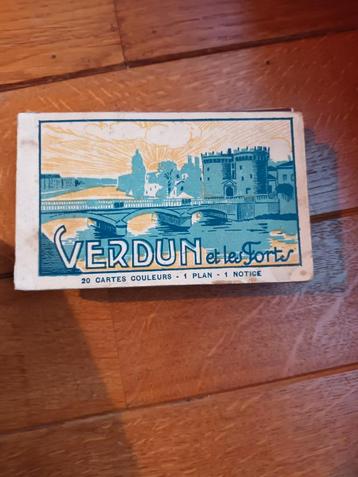 VERDUN et les Forts
20 CARTES COULEURS - 1 PLAN - 1 NOTICE